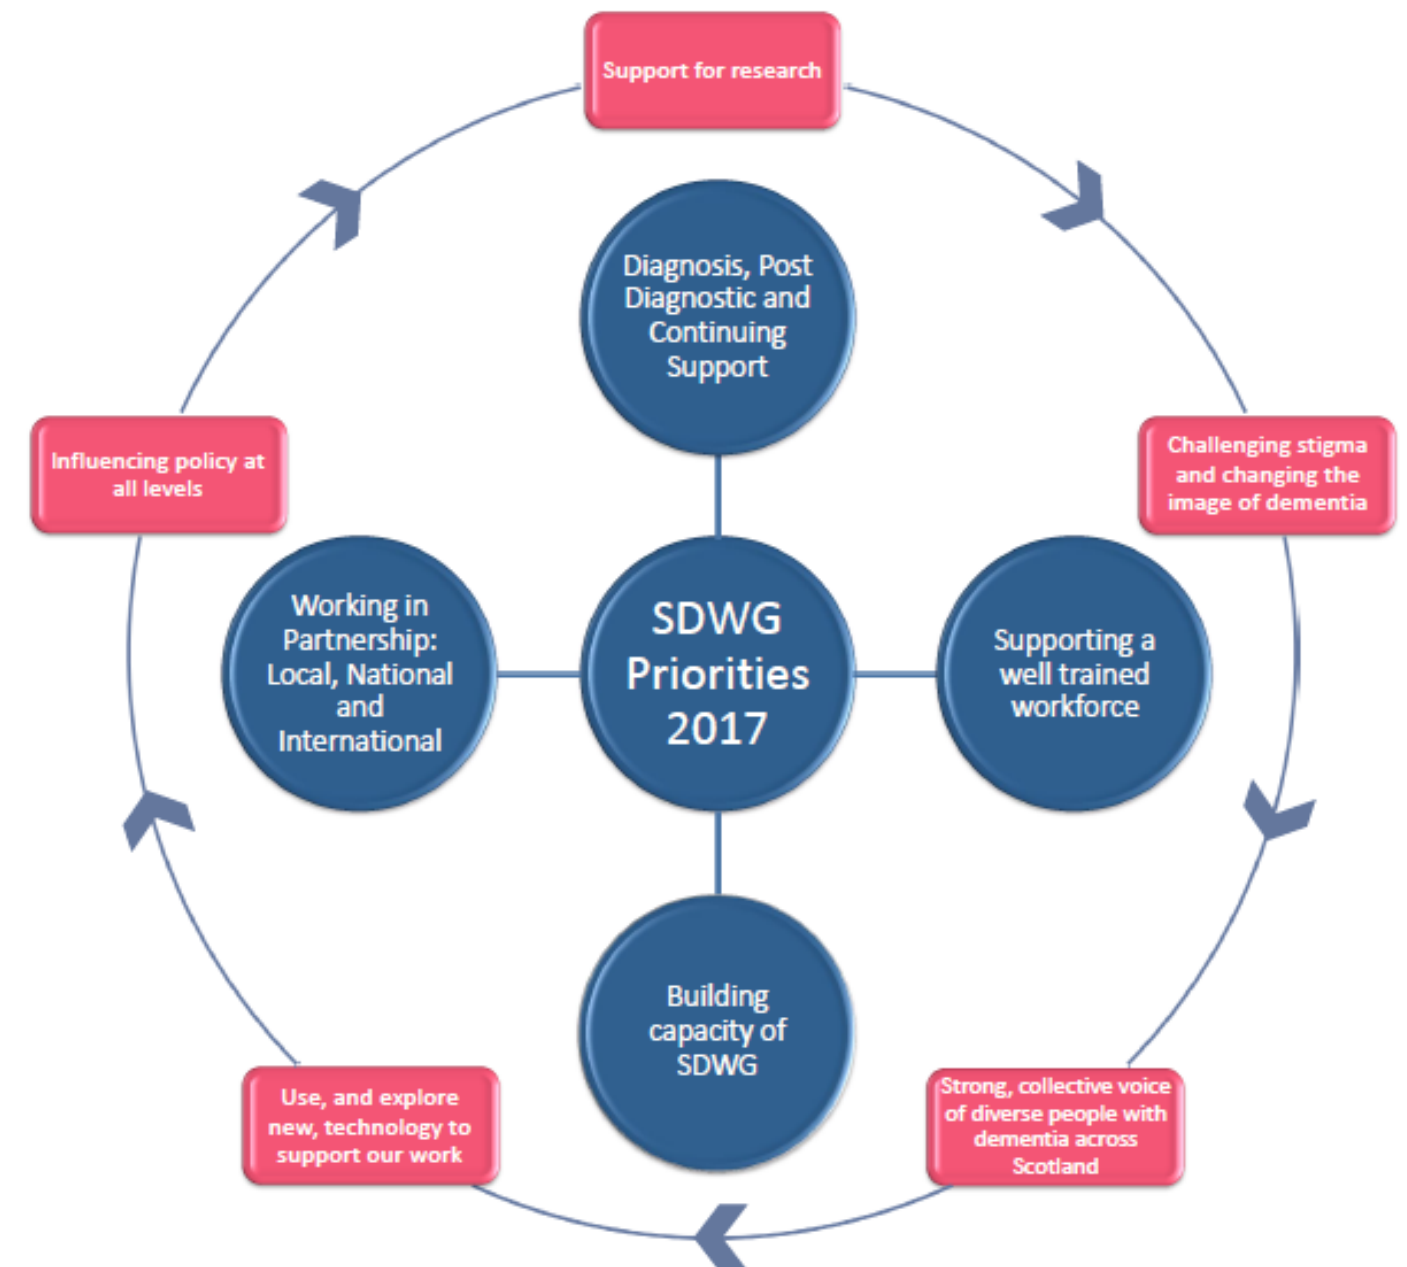 Support for research
Diagnosis, Post
Diagnostic and
Continuing
Support
Influencing policy at
all levels
Challenging stigma
and changing the
image of dementia
Working in
Partnership:
Local, National
and
International
SDWG
Priorities
2017
Supporting a
well trained
workforce
Building
capacity of
SDWG
Use, and explore
new, technology to
support our work
Strong, collective voice
of diverse people with
dementia across
Scotland